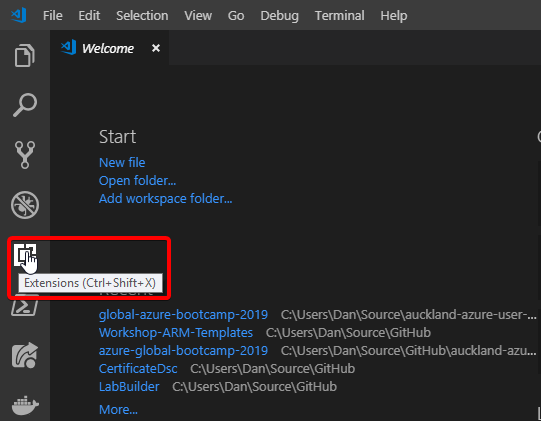 File Edit Selection View Go Debug Terminal Help
Welcome
Start
New file
Open folder...
Add workspace folder...
Extensions (Ctrl+Shift+X)
Recent
global-azure-bootcamp-2019 C:\Users\Dan\Source\auckland-azure-user-...
Workshop-ARM-Templates C:\Users\Dan\Source\GitHub
azure-global-bootcamp-2019 C:\Users\Dan\Source\GitHub\auckland-azu...
CertificateDsc C:\Users\Dan\Source\GitHub
LabBuilder C:\Users\Dan\Source\GitHub
More...